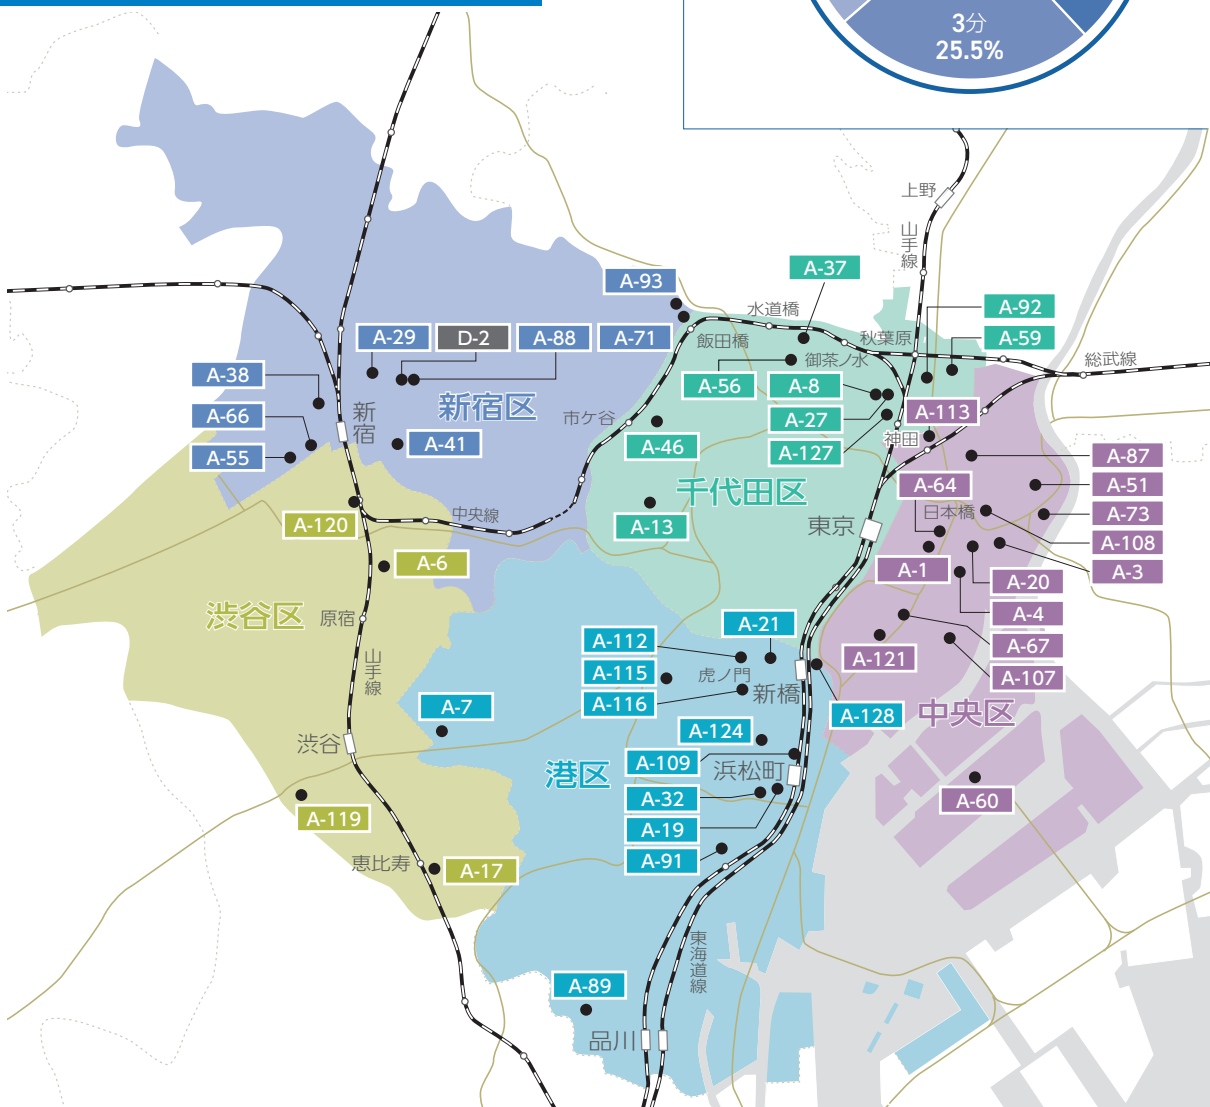 3分
25.5%
上野
山手線
A-37
A-93
水道橋
A-92
A-29
D-2
A-88
A-71
飯田橋
秋葉原
A-59
御茶ノ水
総武線
A-38
A-56
A-8
新宿
新宿区
A-66
市ケ谷
A-27
A-113
A-41
A-46
A-127
神田
A-55
A-87
千代田区
A-64
A-51
中央線
日本橋
A-73
A-120
A-13
東京
A-108
A-6
A-1
A-20
A-3
渋谷区
原宿
A-4
A-21
A-112
A-67
山手線
A-115
虎ノ門
A-121
A-107
A-116
新橋
A-7
A-128
中央区
A-124
渋谷
A-109
浜松町
港区
A-32
A-60
A-119
A-19
恵比寿
A-17
A-91
東海道線
A-89
品川